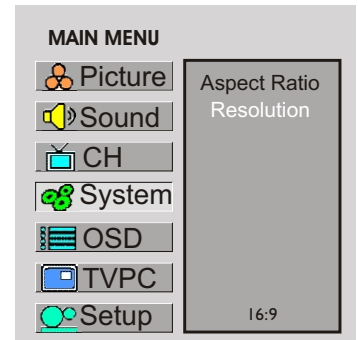 MAIN MENU
Picture
Sound
CH
System
OSD
TVPC
Setup
Aspect Ratio
Resolution
16:9